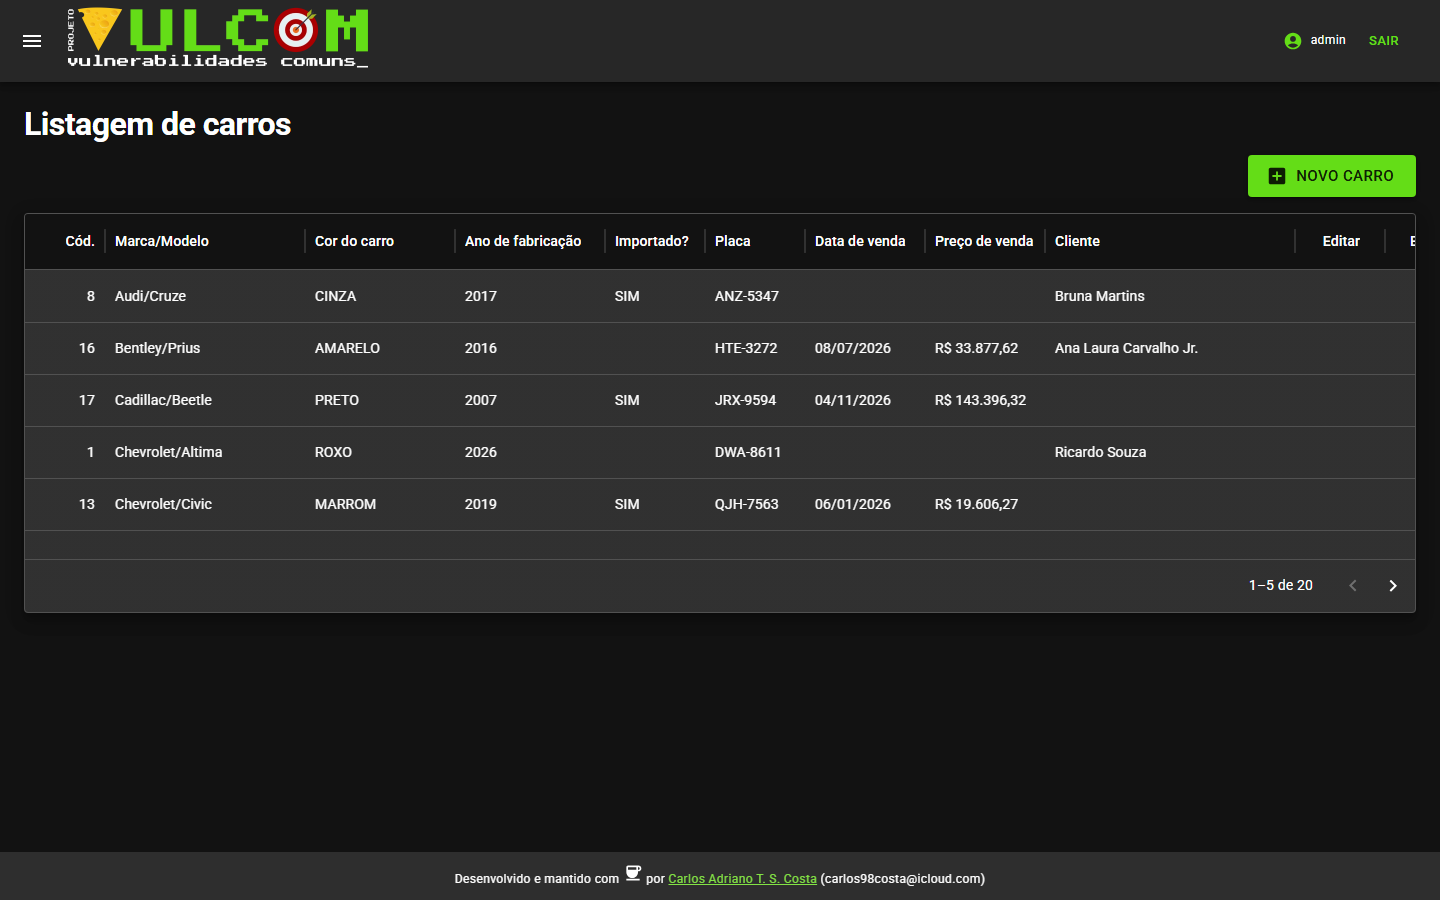 PROJETO
VULCOM
vulnerabilidades comuns_
admin SAIR
Listagem de carros
NOVO CARRO
Cód. Marca/Modelo Cor do carro Ano de fabricação Importado? Placa Data de venda Preço de venda Cliente Editar
8 Audi/Cruze CINZA 2017 SIM ANZ-5347 Bruna Martins
16 Bentley/Prius AMARELO 2016 HTE-3272 08/07/2026 R$ 33.877,62 Ana Laura Carvalho Jr.
17 Cadillac/Beetle PRETO 2007 SIM JRX-9594 04/11/2026 R$ 143.396,32
1 Chevrolet/Altima ROXO 2026 DWA-8611 Ricardo Souza
13 Chevrolet/Civic MARROM 2019 SIM QJH-7563 06/01/2026 R$ 19.606,27
1–5 de 20
Desenvolvido e mantido com por Carlos Adriano T. S. Costa (carlos98costa@icloud.com)